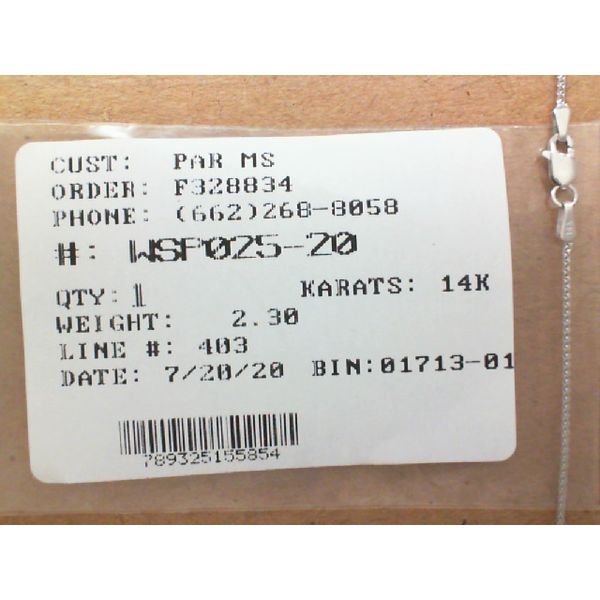 CUST: PAR MS
ORDER: F328834
PHONE: (662)268-8058
#: WSP025-20
QTY: 1 KARATS: 14K
WEIGHT: 2.30
LINE #: 403
DATE: 7/20/20 BIN:01713-01
789325155854